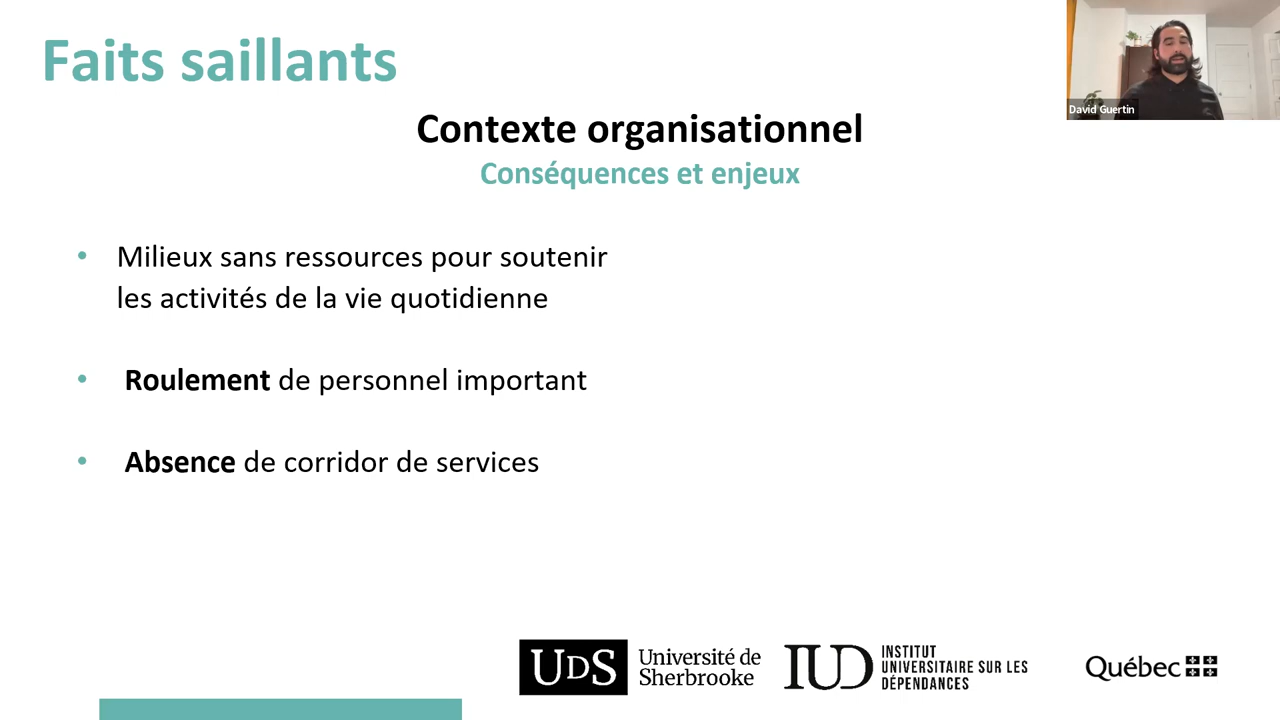 Faits saillants
David Guertin
Contexte organisationnel
Conséquences et enjeux
• Milieux sans ressources pour soutenir
les activités de la vie quotidienne
• Roulement de personnel important
• Absence de corridor de services
UDS Université de
Sherbrooke
IUD INSTITUT
UNIVERSITAIRE SUR LES
DÉPENDANCES
Québec